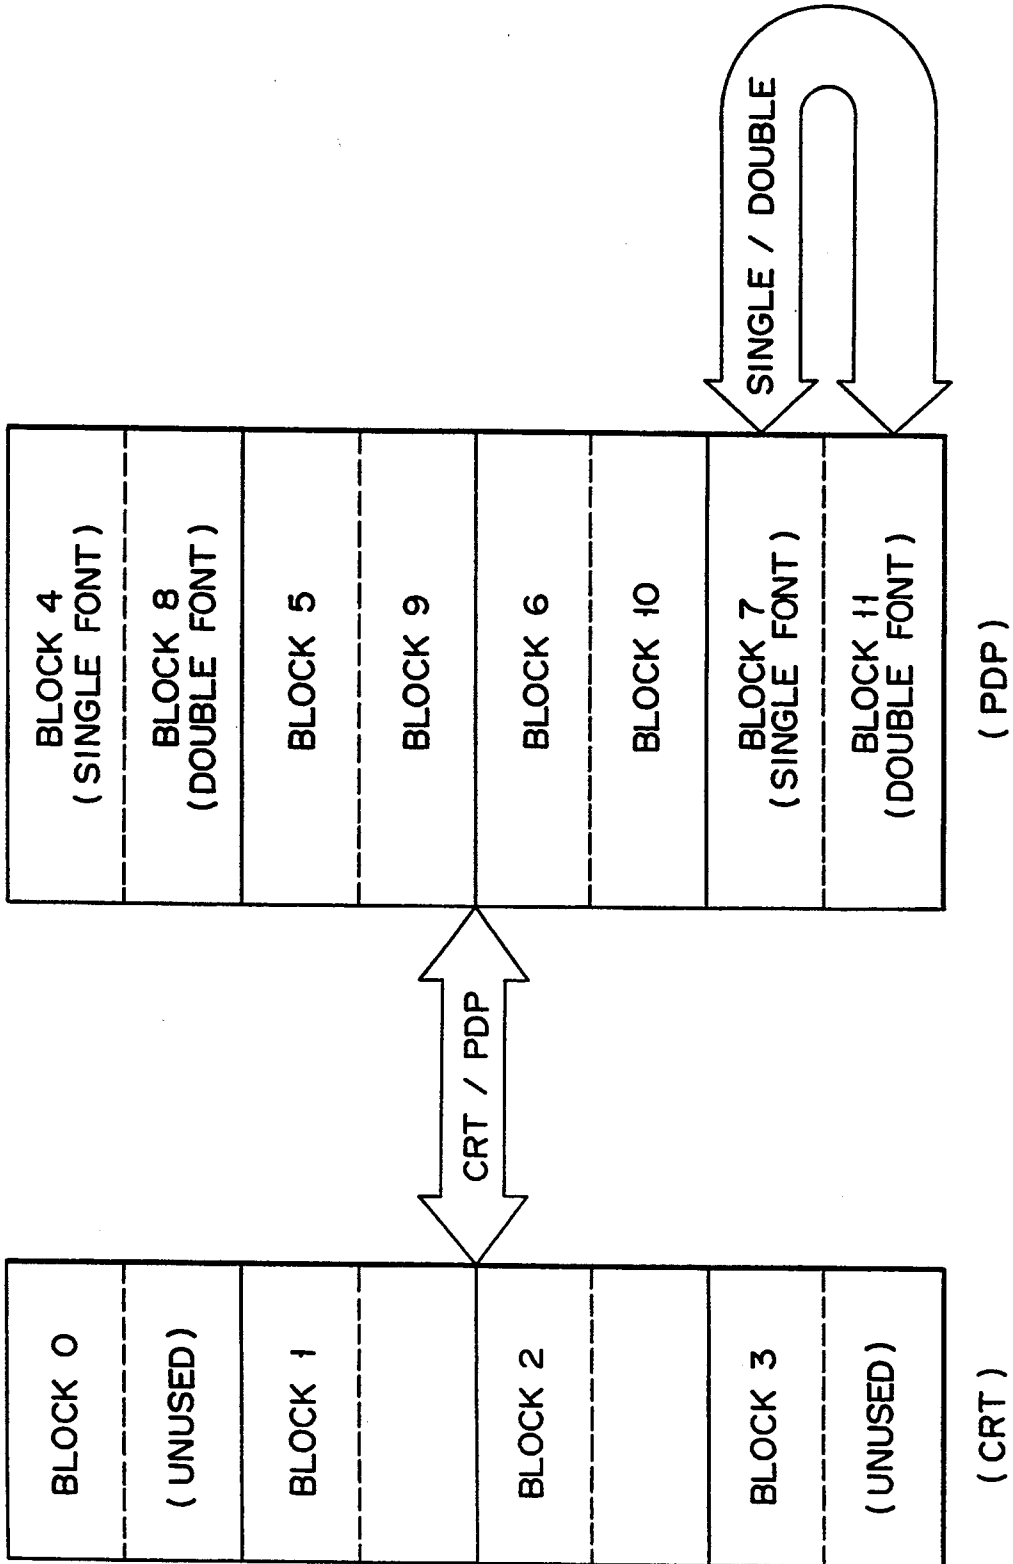 BLOCK 0
(UNUSED)
BLOCK 1
BLOCK 2
BLOCK 3
(UNUSED)
(CRT)
CRT / PDP
BLOCK 4
(SINGLE FONT)
BLOCK 8
(DOUBLE FONT)
BLOCK 5
BLOCK 9
BLOCK 6
BLOCK 10
BLOCK 7
(SINGLE FONT)
BLOCK 11
(DOUBLE FONT)
(PDP)
SINGLE / DOUBLE